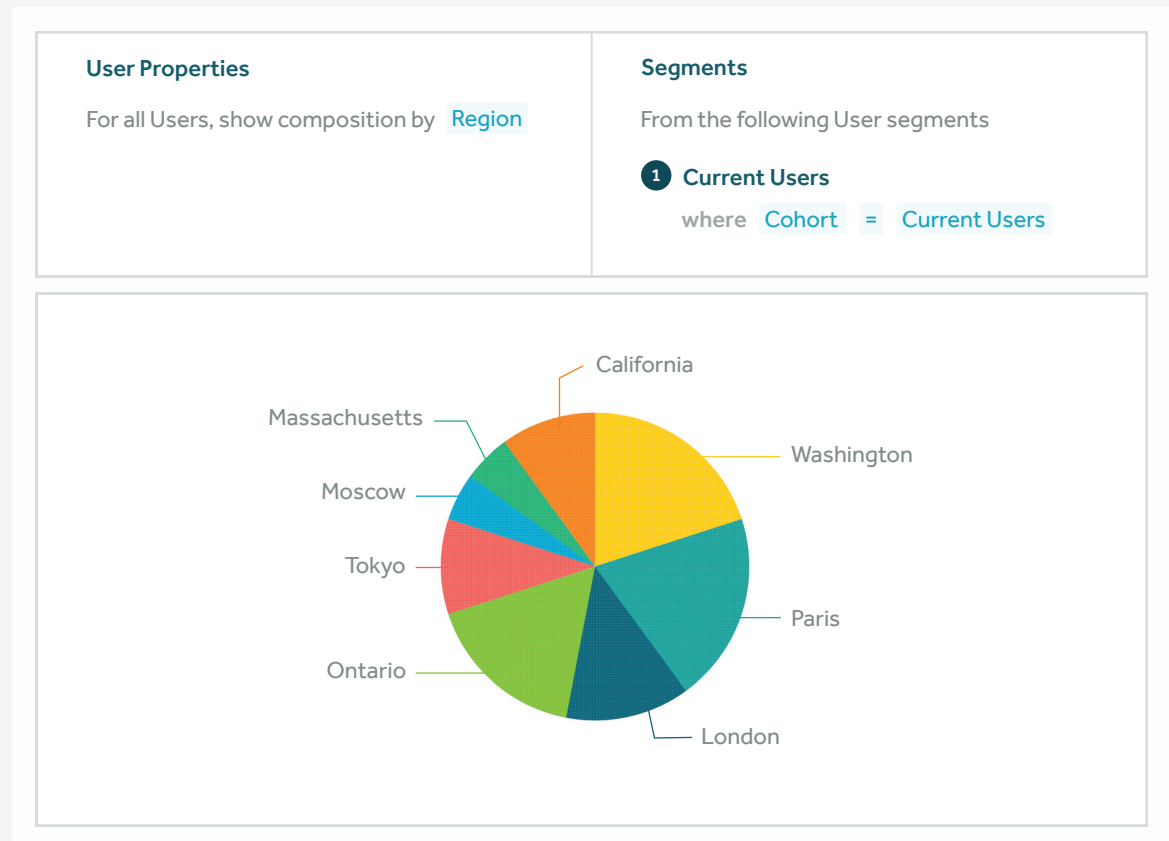 User Properties
For all Users, show composition by Region
Segments
From the following User segments
1 Current Users
where Cohort = Current Users
California
Massachusetts
Washington
Moscow
Tokyo
Paris
Ontario
London